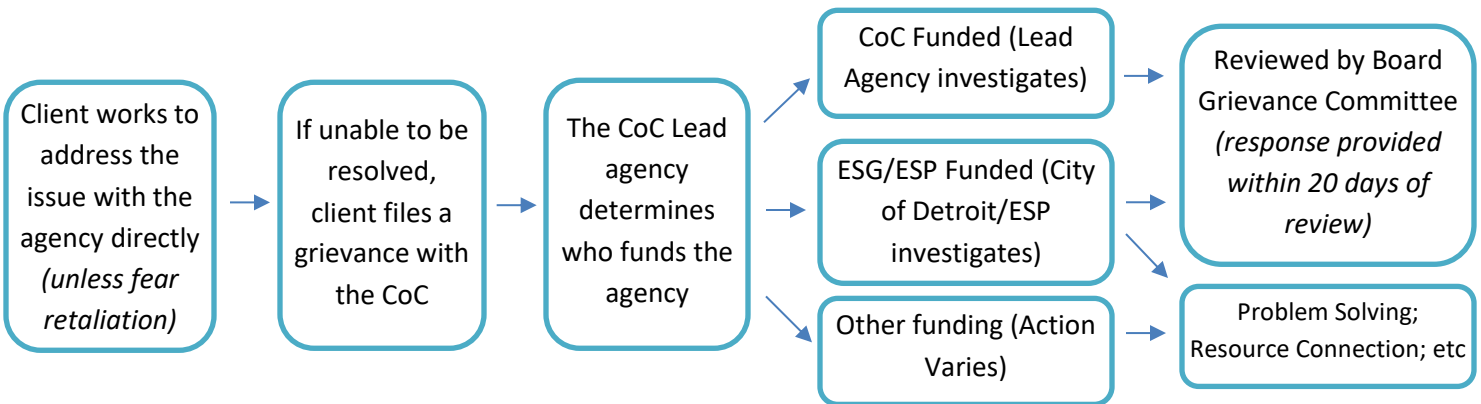 Client works to
address the
issue with the
agency directly
(unless fear
retaliation)
If unable to be
resolved,
client files a
grievance with
the CoC
The CoC Lead
agency
determines
who funds the
agency
CoC Funded (Lead
Agency investigates)
ESG/ESP Funded (City
of Detroit/ESP
investigates)
Other funding (Action
Varies)
Reviewed by Board
Grievance Committee
(response provided
within 20 days of
review)
Problem Solving;
Resource Connection; etc